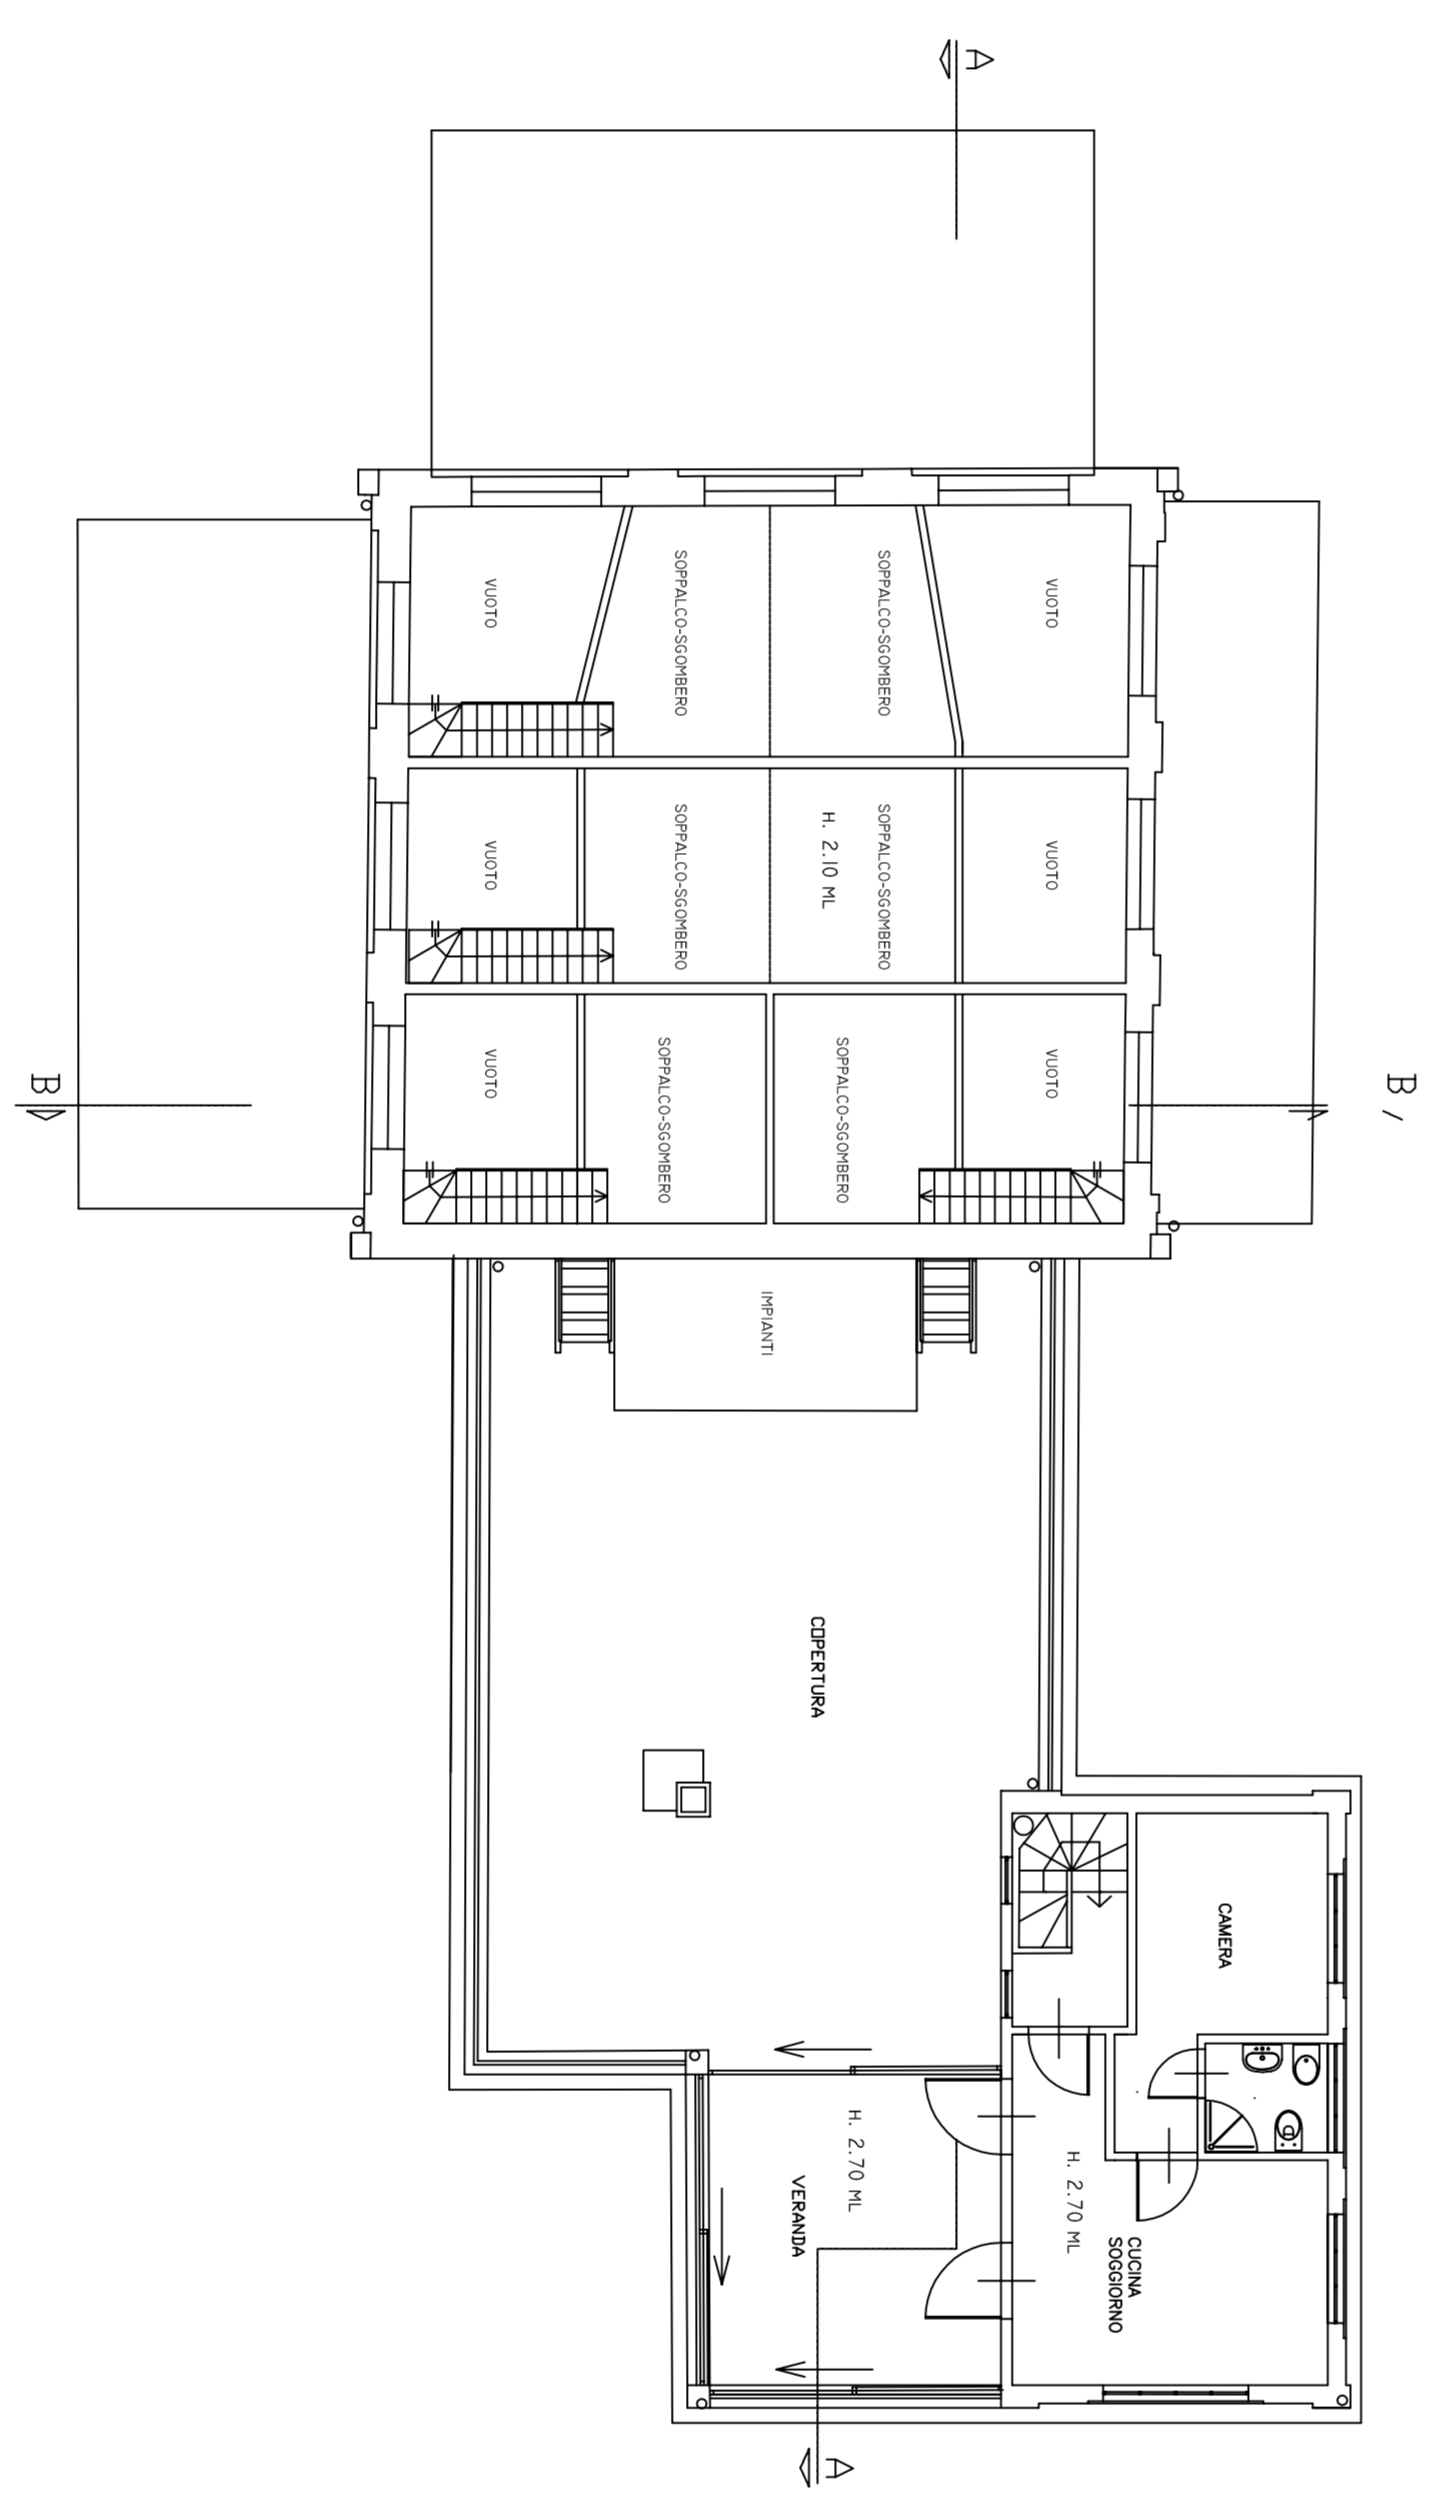 B /
CAMERA
CUCINA
SOGGIORNO
H. 2.70 ML
VUOTO
VUOTO
VUOTO
A
SOPPALCO-SGOMBERO
SOPPALCO-SGOMBERO
SOPPALCO-SGOMBERO
H. 2.10 ML
H. 2.70 ML
A
COPERTURA
VERANDA
IMPIANTI
SOPPALCO-SGOMBERO
SOPPALCO-SGOMBERO
SOPPALCO-SGOMBERO
VUOTO
VUOTO
VUOTO
B